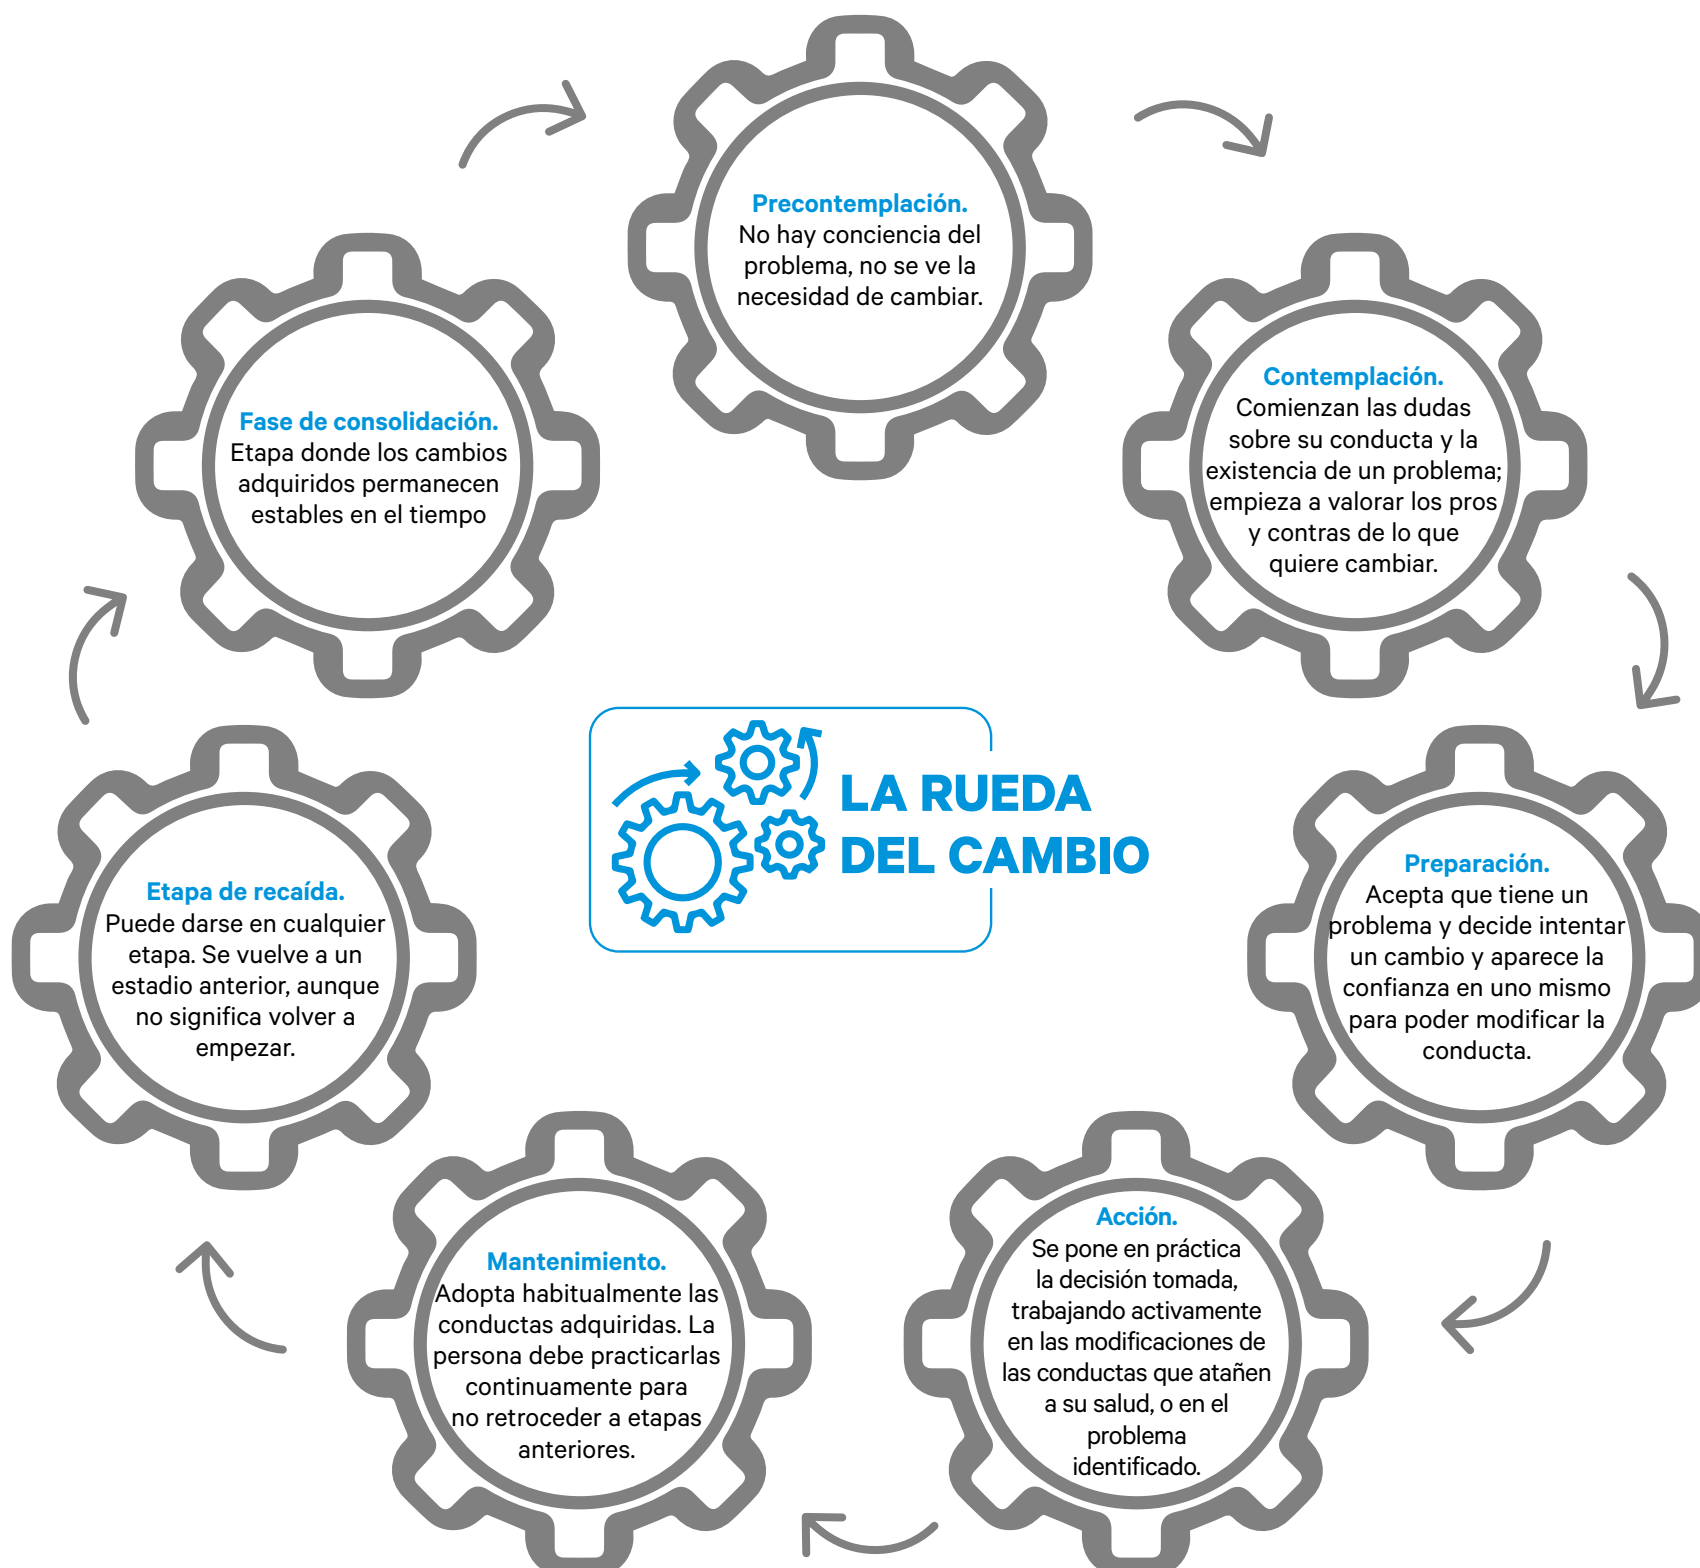 Precontemplación.
No hay conciencia del
problema, no se ve la
necesidad de cambiar.
Contemplación.
Comienzan las dudas
sobre su conducta y la
existencia de un problema;
empieza a valorar los pros
y contras de lo que
quiere cambiar.
Preparación.
Acepta que tiene un
problema y decide intentar
un cambio y aparece la
confianza en uno mismo
para poder modificar la
conducta.
Acción.
Se pone en práctica
la decisión tomada,
trabajando activamente
en las modificaciones de
las conductas que atañen
a su salud, o en el
problema
identificado.
Mantenimiento.
Adopta habitualmente las
conductas adquiridas. La
persona debe practicarlas
continuamente para
no retroceder a etapas
anteriores.
Etapa de recaída.
Puede darse en cualquier
etapa. Se vuelve a un
estadio anterior, aunque
no significa volver a
empezar.
Fase de consolidación.
Etapa donde los cambios
adquiridos permanecen
estables en el tiempo
LA RUEDA
DEL CAMBIO